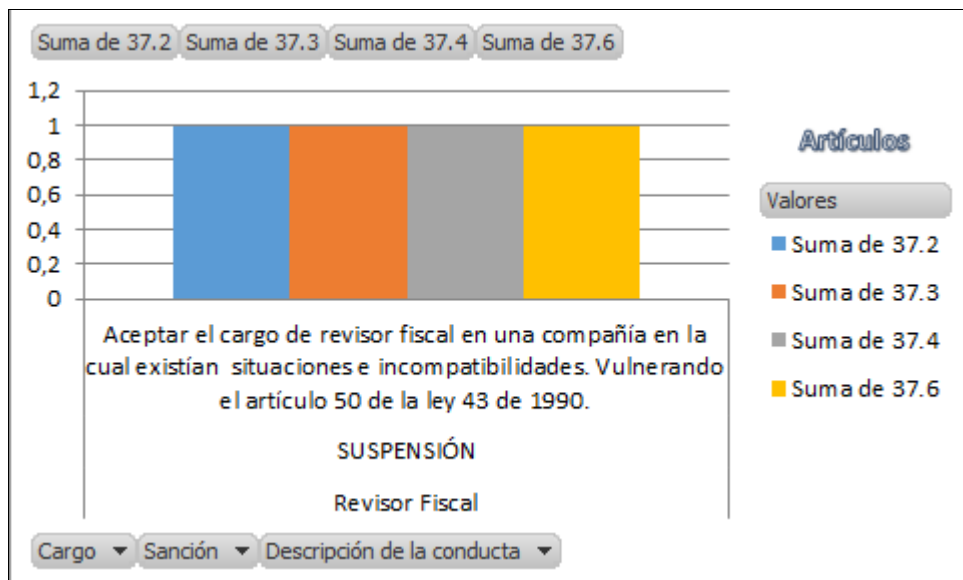 Suma de 37.2 Suma de 37.3 Suma de 37.4 Suma de 37.6
1,2
1
0,8
0,6
0,4
0,2
0
Aceptar el cargo de revisor fiscal en una compañía en la
cual existían situaciones e incompatibilidades. Vulnerando
el artículo 50 de la ley 43 de 1990.
SUSPENSIÓN
Revisor Fiscal
Artículos
Valores
Suma de 37.2
Suma de 37.3
Suma de 37.4
Suma de 37.6
Cargo Sanción Descripción de la conducta